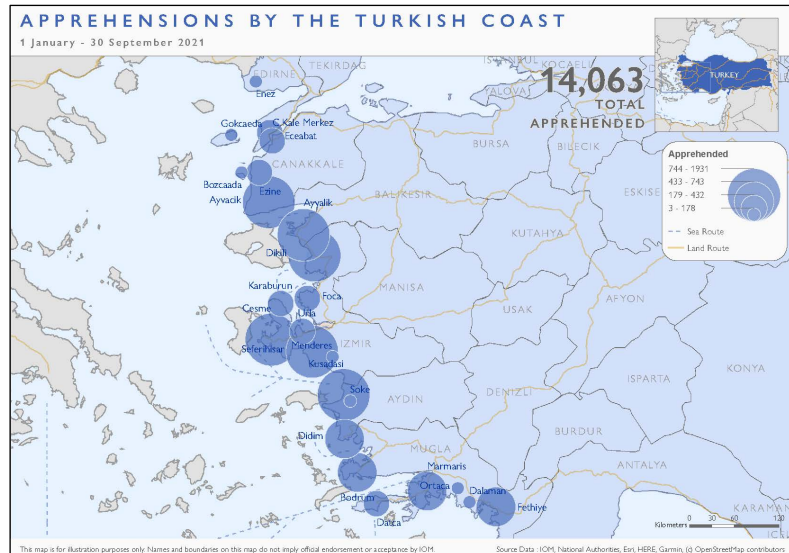 APPREHENSIONS BY THE TURKISH COAST
1 January - 30 September 2021
14,063
TOTAL
APPREHENDED
TURKEY
Apprehended
744 - 1931
433 - 743
179 - 432
3 - 178
Sea Route
Land Route
EDIRNE
TEKIRDAG
ISTANBUL
KOCAELI
YALOVA
Enez
Gokcaeda
C.Kale Merkez
Eceabat
CANAKKALE
BURSA
BILECIK
Bozcaada
Ezine
Ayvacik
Ayvalik
BALIKESIR
ESKISE
KUTAHYA
Dikili
MANISA
Karaburun
Foca
Cesme
Urla
USAK
AFYON
Seferihisar
Menderes
IZMIR
Kusadasi
KONYA
Soke
AYDIN
DENIZLI
ISPARTA
Didim
MUGLA
BURDUR
Marmaris
ANTALYA
Ortaca
Dalaman
Bodrum
Fethiye
Datca
KARAMAN
ICEL
Kilometers
0 30 60 120
This map is for illustration purposes only. Names and boundaries on this map do not imply official endorsement or acceptance by IOM.
Source Data : IOM, National Authorities, Esri, HERE, Garmin, (c) OpenStreetMap contributors